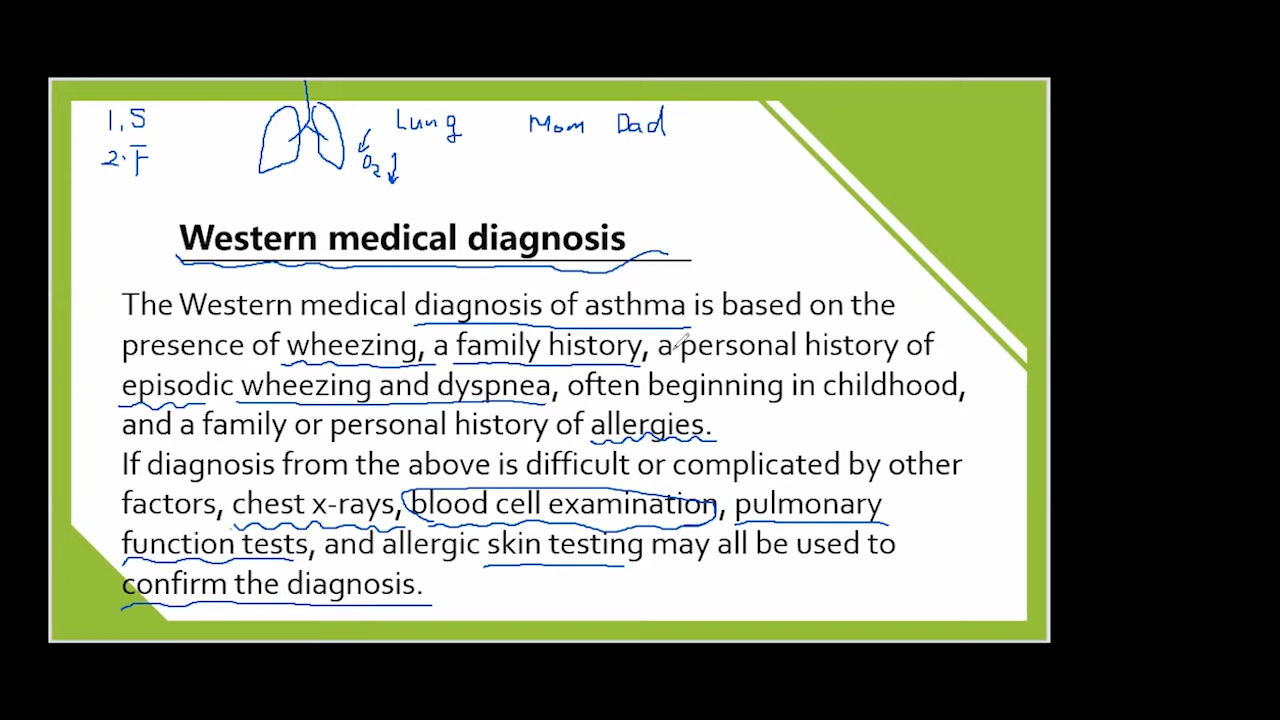 1, S
2. F
Lung Mom Dad
O2
Western medical diagnosis
The Western medical diagnosis of asthma is based on the
presence of wheezing, a family history, a personal history of
episodic wheezing and dyspnea, often beginning in childhood,
and a family or personal history of allergies.
If diagnosis from the above is difficult or complicated by other
factors, chest x-rays, blood cell examination, pulmonary
function tests, and allergic skin testing may all be used to
confirm the diagnosis.